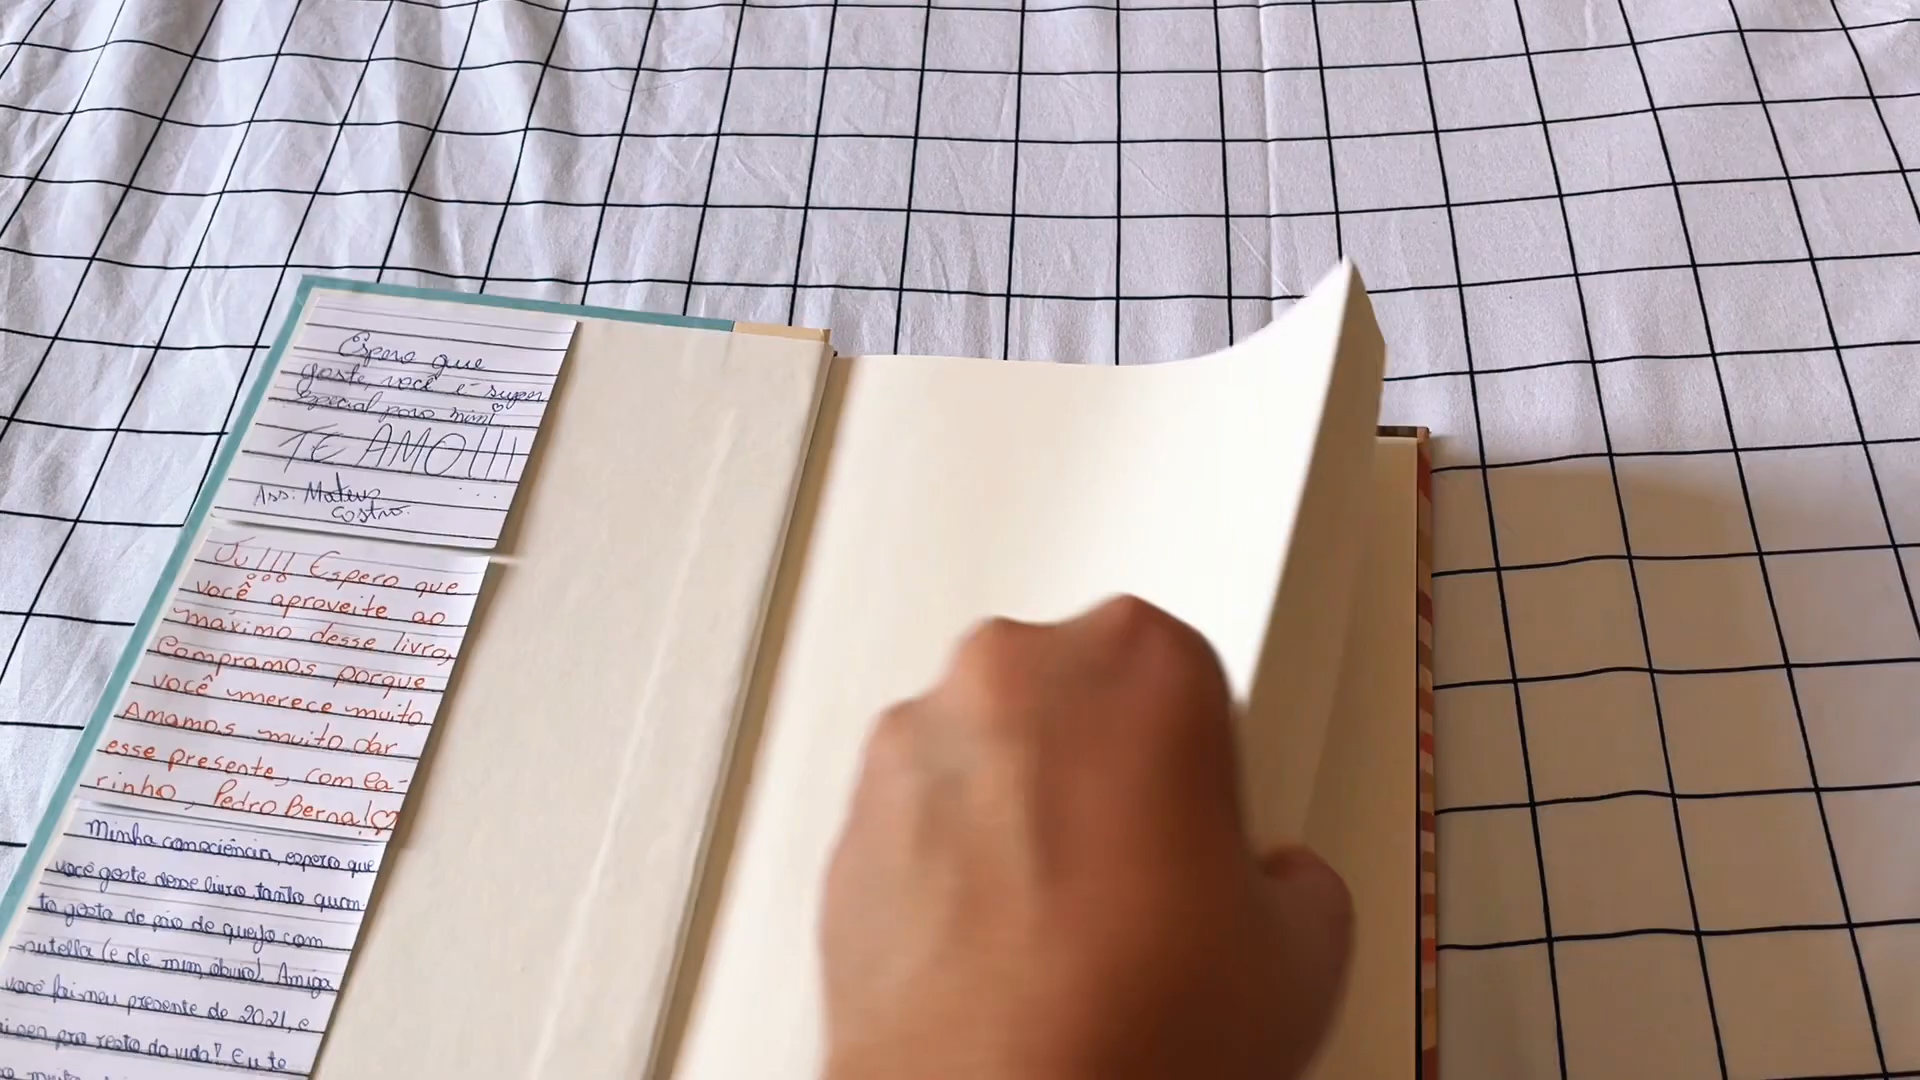 Espero que
goste, você é super
especial para mim!
TE AMO!!!
Ass: Mateus
Castro.
Ju!!! Espero que
você aproveite ao
máximo desse livro,
Compramos porque
você merece muito.
Amamos muito dar
esse presente, com ca-
rinho, Pedro Berna!♡
Minha consciência, espero que
você goste desse livro tanto quan-
to gosta de pão de queijo com
nutella (e de mim, óbvio). Amiga
você foi meu presente de 2021, e
pro resto da vida! Eu te